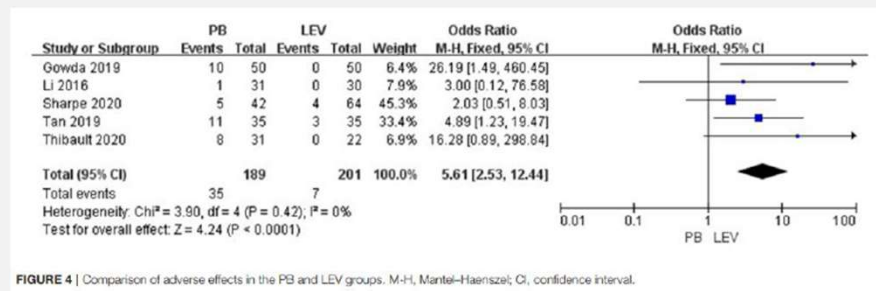 PB LEV Odds Ratio Odds Ratio
Study or Subgroup Events Total Events Total Weight M-H, Fixed, 95% CI M-H, Fixed, 95% CI
Gowda 2019 10 50 0 50 6.4% 26.19 [1.49, 460.45]
Li 2016 1 31 0 30 7.9% 3.00 [0.12, 76.58]
Sharpe 2020 5 42 4 64 45.3% 2.03 [0.51, 8.03]
Tan 2019 11 35 3 35 33.4% 4.89 [1.23, 19.47]
Thibault 2020 8 31 0 22 6.9% 16.28 [0.89, 298.84]
Total (95% CI) 189 201 100.0% 5.61 [2.53, 12.44]
Total events 35 7
Heterogeneity: Chi² = 3.90, df = 4 (P = 0.42); I² = 0%
Test for overall effect: Z = 4.24 (P < 0.0001)
0.01 0.1 1 10 100
PB LEV
FIGURE 4 | Comparison of adverse effects in the PB and LEV groups. M-H, Mantel–Haenszel; CI, confidence interval.